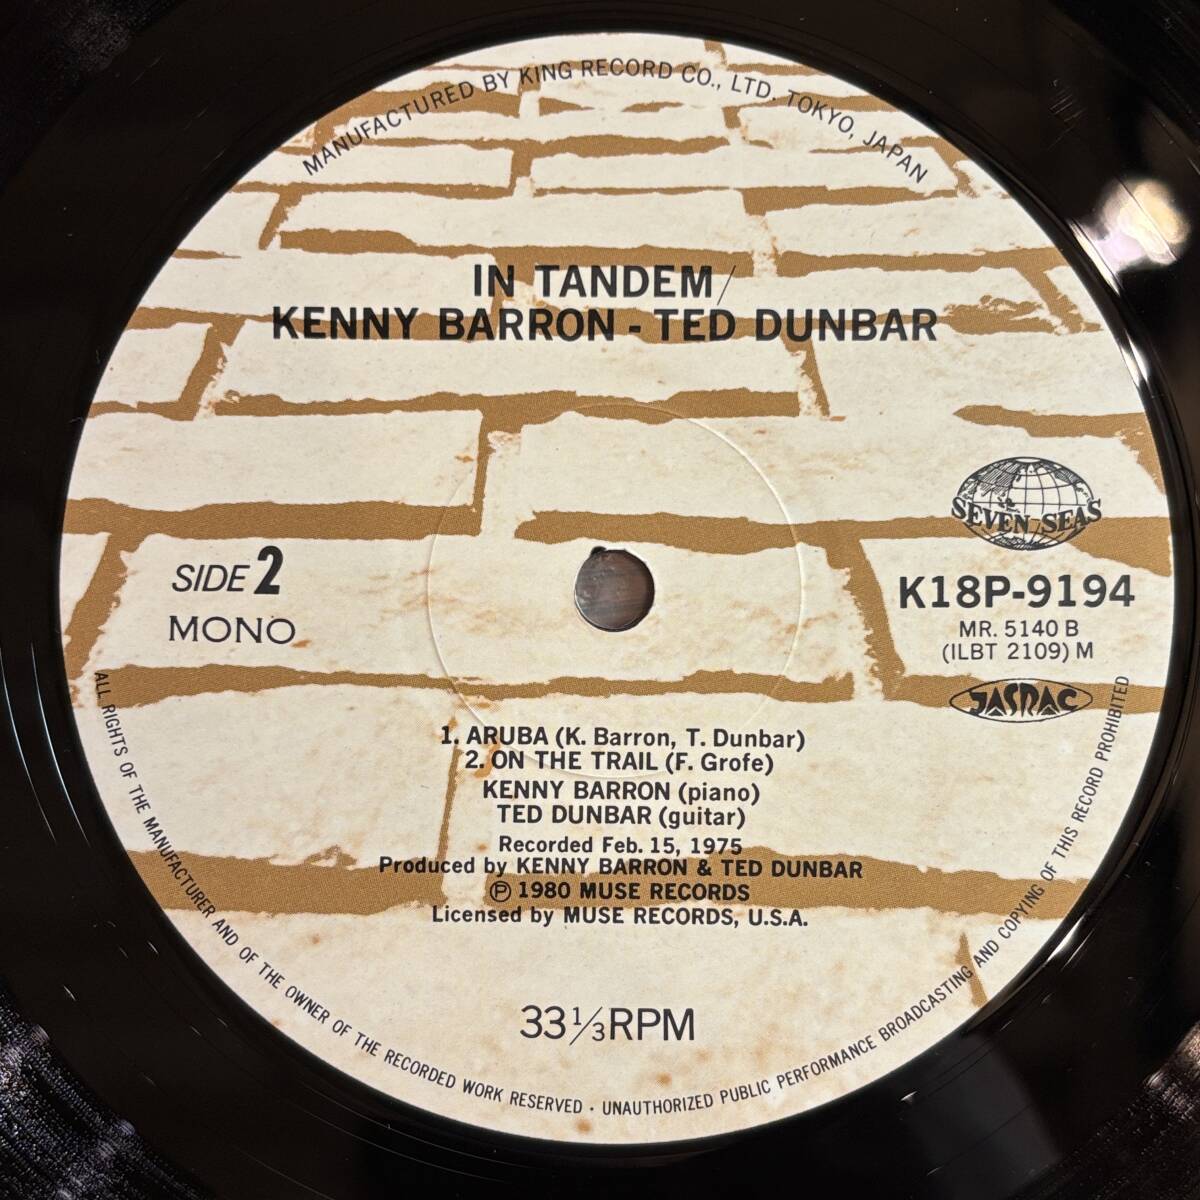 MANUFACTURED BY KING RECORD CO., LTD. TOKYO, JAPAN
IN TANDEM/
KENNY BARRON - TED DUNBAR
SEVEN SEAS
SIDE 2
MONO
K18P-9194
MR. 5140 B
(ILBT 2109) M
JASRAC
1. ARUBA (K. Barron, T. Dunbar)
2. ON THE TRAIL (F. Grofe)
KENNY BARRON (piano)
TED DUNBAR (guitar)
Recorded Feb. 15, 1975
Produced by KENNY BARRON & TED DUNBAR
Ⓟ 1980 MUSE RECORDS
Licensed by MUSE RECORDS, U.S.A.
33 1/3 RPM
ALL RIGHTS OF THE MANUFACTURER AND OF THE OWNER OF THE RECORDED WORK RESERVED · UNAUTHORIZED PUBLIC PERFORMANCE BROADCASTING AND COPYING OF THIS RECORD PROHIBITED